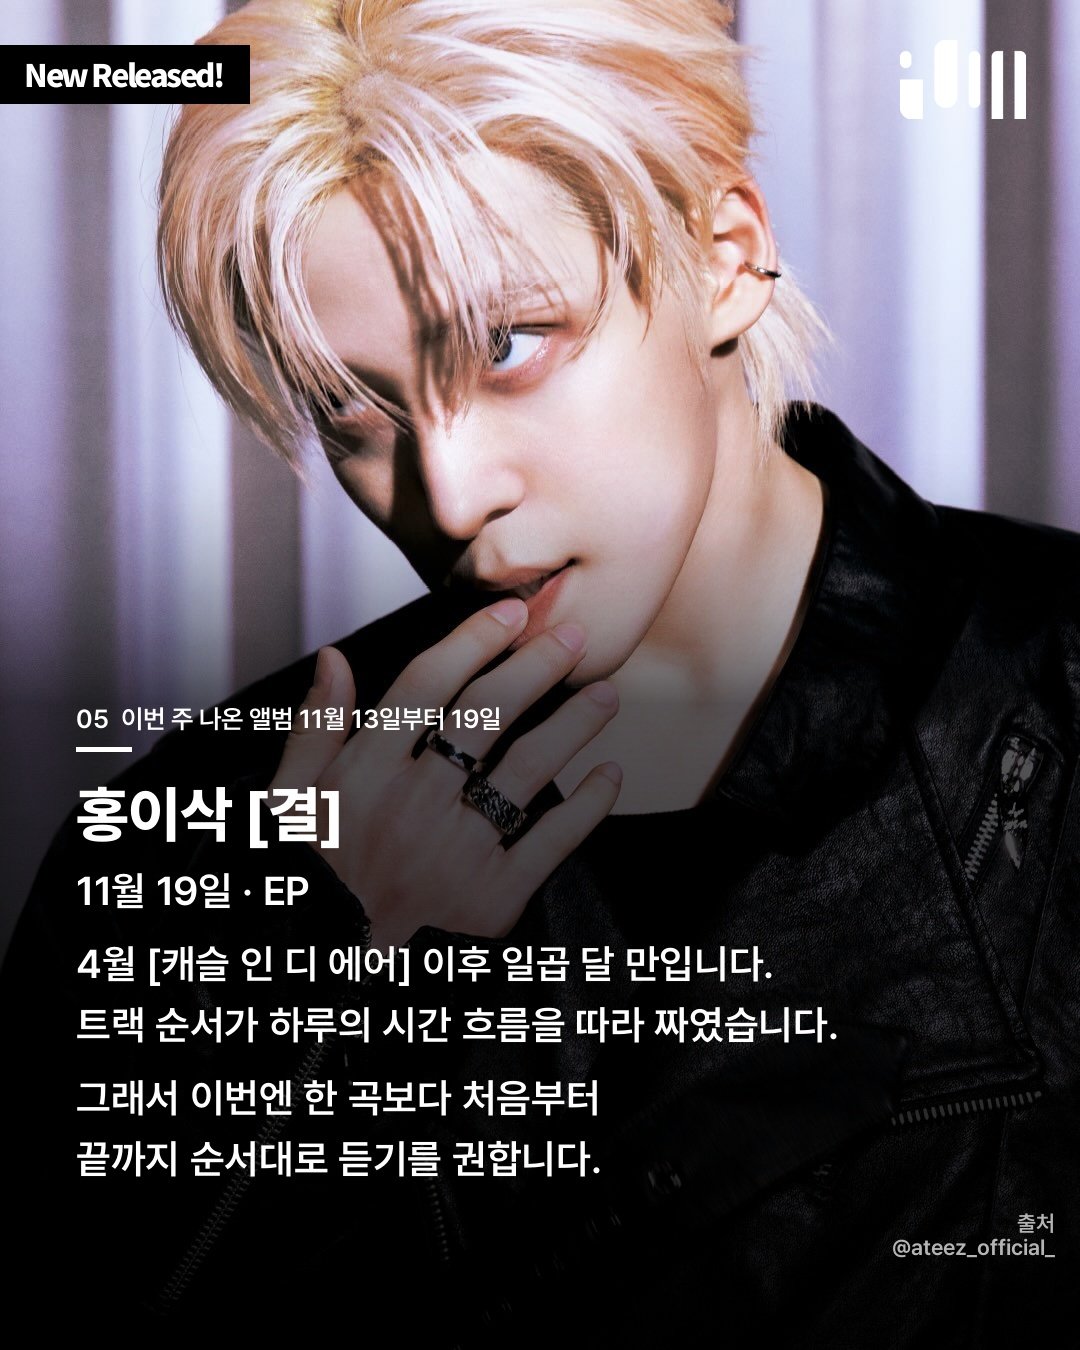 New Released!
05 이번 주 나온 앨범 11월 13일부터 19일
홍이삭 [결]
11월 19일 · EP
4월 [캐슬 인 디 에어] 이후 일곱 달 만입니다.
트랙 순서가 하루의 시간 흐름을 따라 짜였습니다.
그래서 이번엔 한 곡보다 처음부터
끝까지 순서대로 듣기를 권합니다.
출처
@ateez_official_